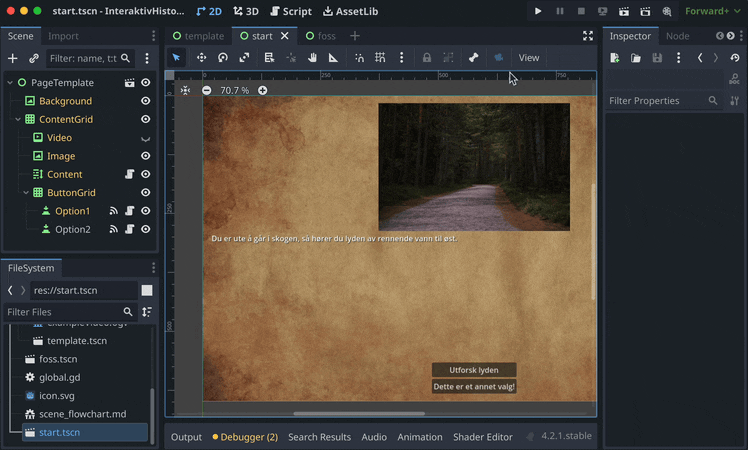 start.tscn - InteraktivHisto...
2D
3D
Script
AssetLib
Forward+
Scene
Import
template
start
foss
Inspector
Node
Filter: name, t:t
View
PageTemplate
Background
ContentGrid
Video
Image
Content
ButtonGrid
Option1
Option2
250
500
750
70.7 %
Filter Properties
DOC
0
250
500
Du er ute å går i skogen, så hører du lyden av rennende vann til øst.
FileSystem
res://start.tscn
Filter Files
template.tscn
foss.tscn
global.gd
icon.svg
scene_flowchart.md
start.tscn
Utforsk lyden
Dette er et annet valg!
Output
Debugger (2)
Search Results
Audio
Animation
Shader Editor
4.2.1.stable